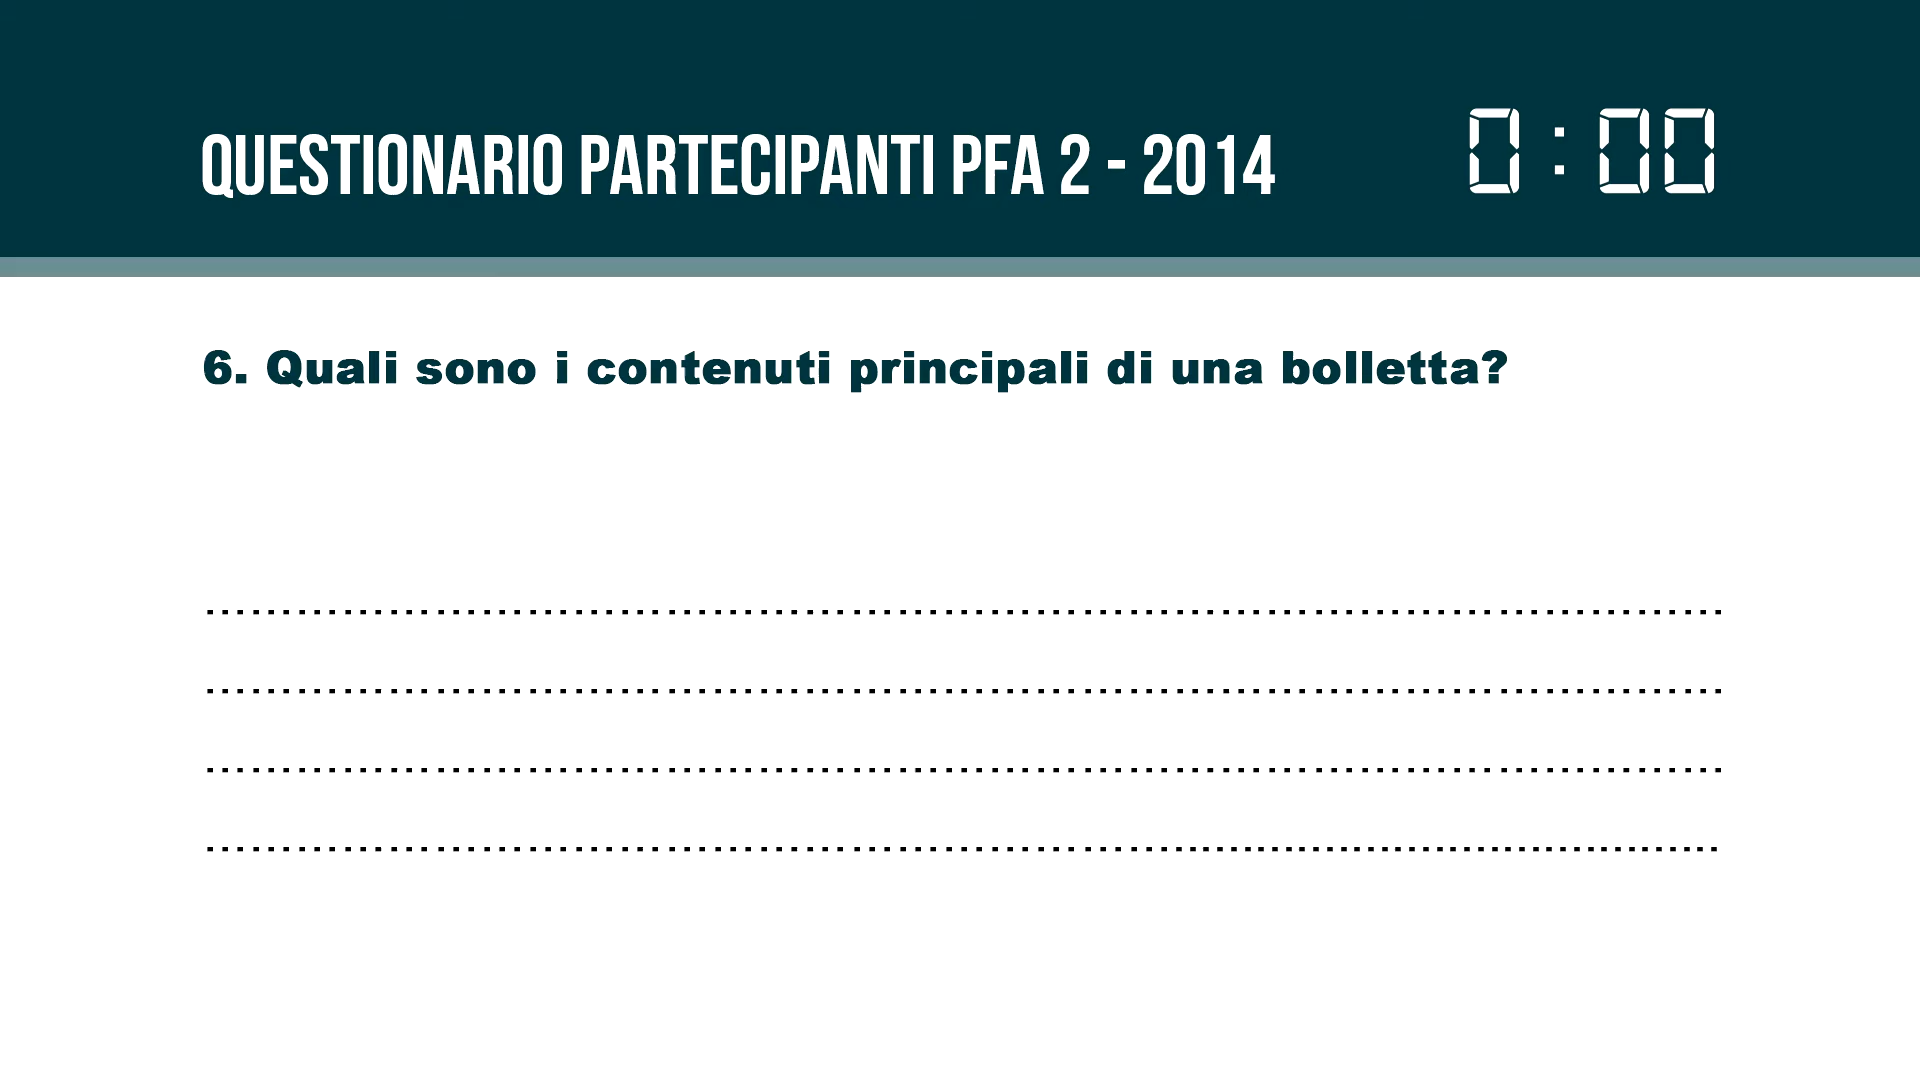 QUESTIONARIO PARTECIPANTI PFA 2 - 2014
0:00
6. Quali sono i contenuti principali di una bolletta?